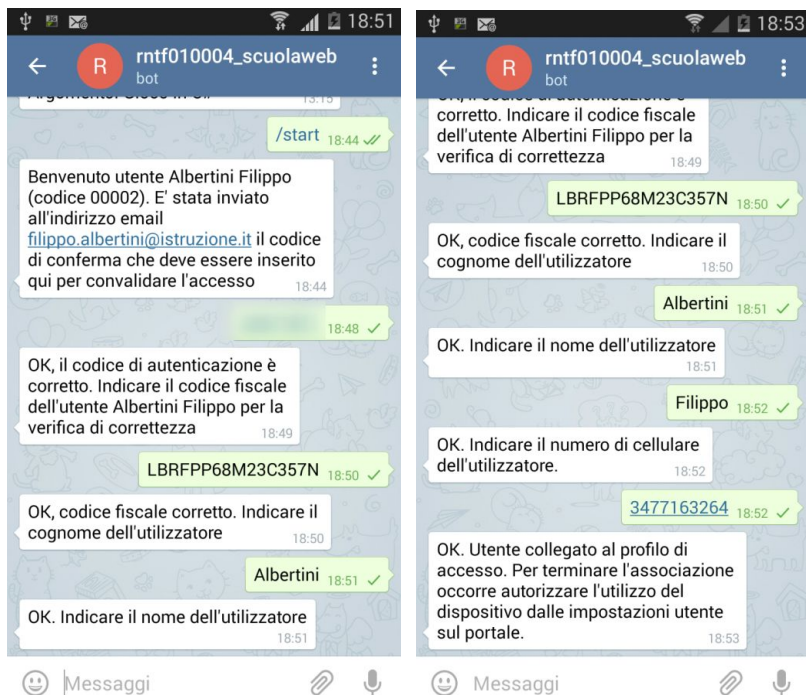 18:51
R
rntf010004_scuolaweb
bot
13:15
/start 18:44
Benvenuto utente Albertini Filippo
(codice 00002). E' stata inviato
all'indirizzo email
filippo.albertini@istruzione.it il codice
di conferma che deve essere inserito
qui per convalidare l'accesso
18:44
18:48
OK, il codice di autenticazione è
corretto. Indicare il codice fiscale
dell'utente Albertini Filippo per la
verifica di correttezza
18:49
LBRFPP68M23C357N 18:50
OK, codice fiscale corretto. Indicare il
cognome dell'utilizzatore
18:50
Albertini 18:51
OK. Indicare il nome dell'utilizzatore
18:51
Messaggi
18:53
R
rntf010004_scuolaweb
bot
corretto. Indicare il codice fiscale
dell'utente Albertini Filippo per la
verifica di correttezza
18:49
LBRFPP68M23C357N 18:50
OK, codice fiscale corretto. Indicare il
cognome dell'utilizzatore
18:50
Albertini 18:51
OK. Indicare il nome dell'utilizzatore
18:51
Filippo 18:52
OK. Indicare il numero di cellulare
dell'utilizzatore.
18:52
3477163264 18:52
OK. Utente collegato al profilo di
accesso. Per terminare l'associazione
occorre autorizzare l'utilizzo del
dispositivo dalle impostazioni utente
sul portale.
18:53
Messaggi